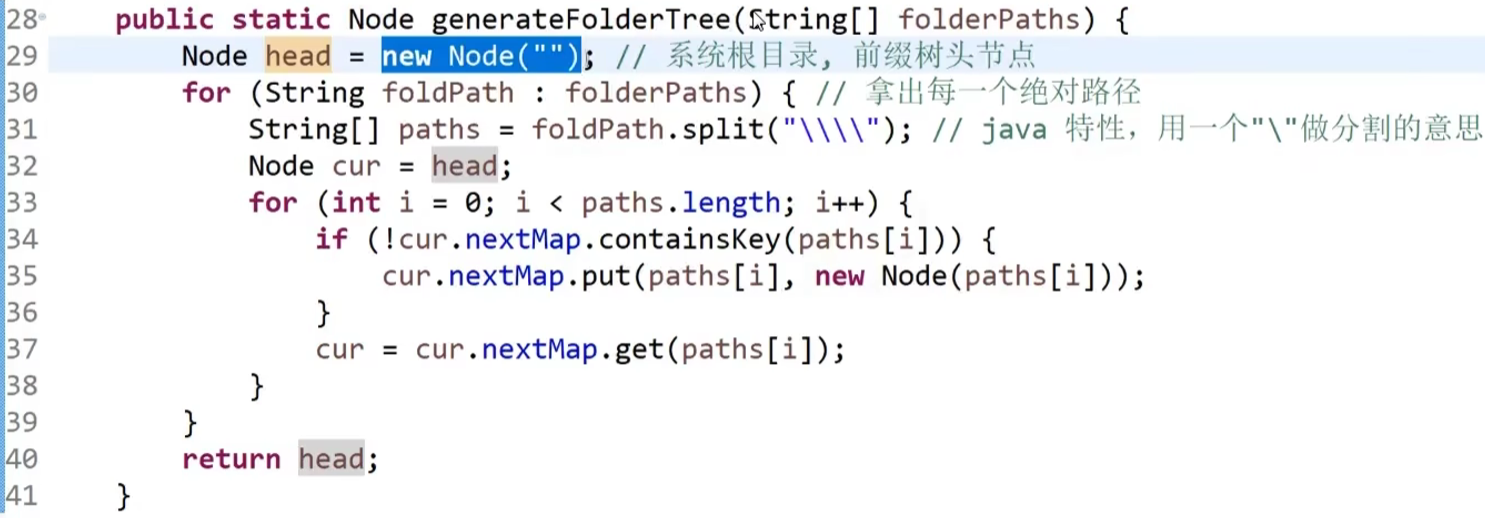 28 public static Node generateFolderTree(String[] folderPaths) {
29 Node head = new Node(""); // 系统根目录, 前缀树头节点
30 for (String foldPath : folderPaths) { // 拿出每一个绝对路径
31 String[] paths = foldPath.split("\\\\"); // java 特性，用一个"\"做分割的意思
32 Node cur = head;
33 for (int i = 0; i < paths.length; i++) {
34 if (!cur.nextMap.containsKey(paths[i])) {
35 cur.nextMap.put(paths[i], new Node(paths[i]));
36 }
37 cur = cur.nextMap.get(paths[i]);
38 }
39 }
40 return head;
41 }